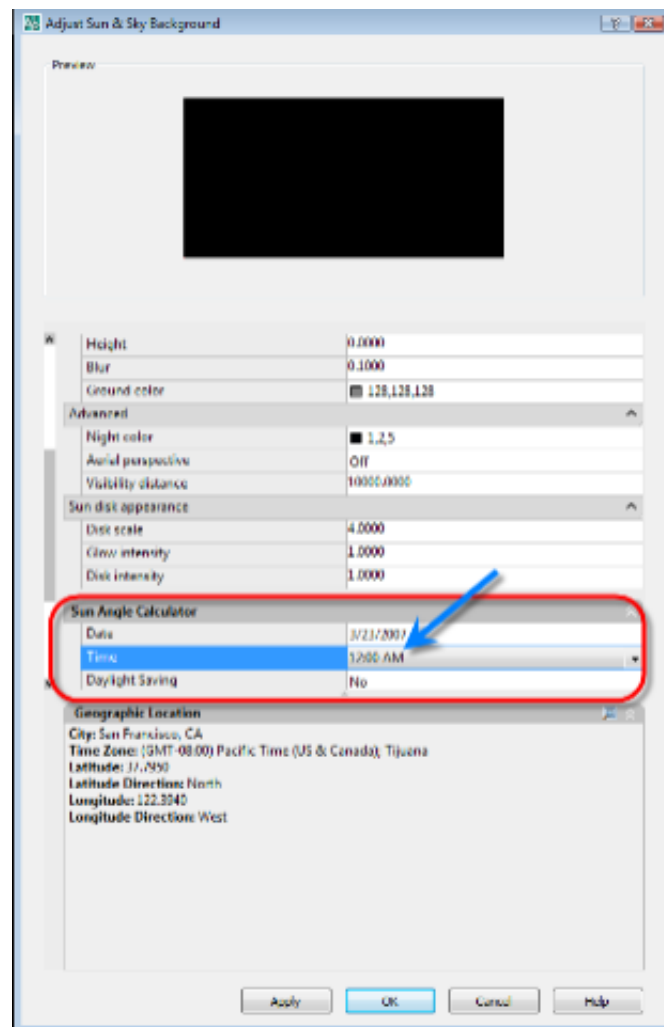 Adjust Sun & Sky Background
Preview
Height 0.0000
Blur 0.1000
Ground color 128,128,128
Advanced
Night color 1,2,5
Aerial perspective Off
Visibility distance 10000.0000
Sun disk appearance
Disk scale 4.0000
Glow intensity 1.0000
Disk intensity 1.0000
Sun Angle Calculator
Date 3/23/2007
Time 12:00 AM
Daylight Saving No
Geographic Location
City: San Francisco, CA
Time Zone: (GMT-08:00) Pacific Time (US & Canada); Tijuana
Latitude: 37.7950
Latitude Direction: North
Longitude: 122.3940
Longitude Direction: West
Apply OK Cancel Help